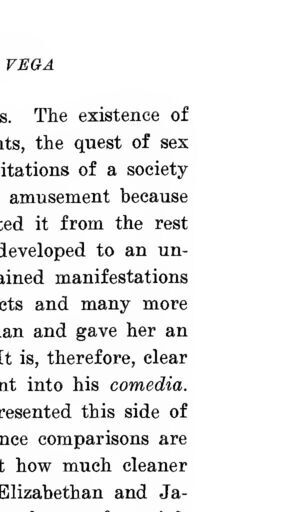 VEGA
s. The existence of
nts, the quest of sex
itations of a society
amusement because
ted it from the rest
developed to an un-
ained manifestations
cts and many more
an and gave her an
It is, therefore, clear
nt into his comedia.
resented this side of
nce comparisons are
t how much cleaner
Elizabethan and Ja-